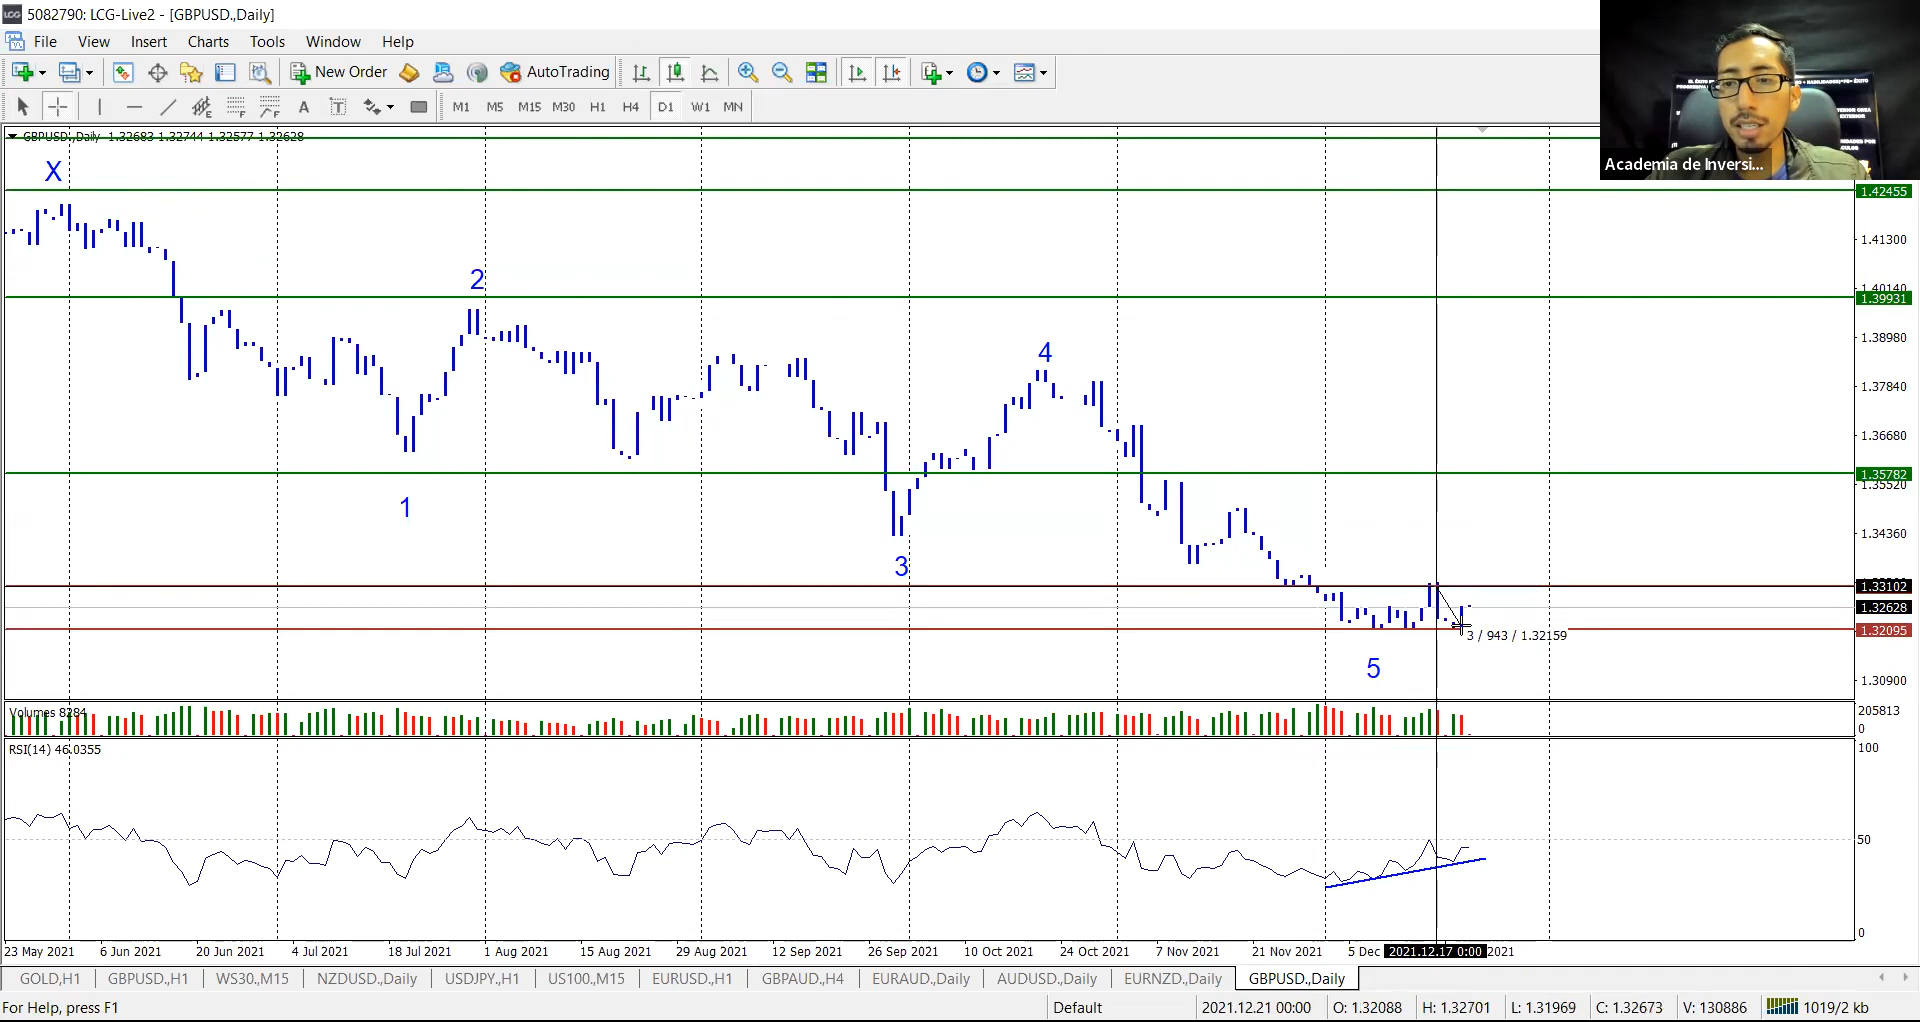 5082790: LCG-Live2 - [GBPUSD.,Daily]
File View Insert Charts Tools Window Help
New Order AutoTrading
M1 M5 M15 M30 H1 H4 D1 W1 MN
GBPUSD.,Daily 1.32683 1.32744 1.32577 1.32628
Academia de Inversi...
X
1.42455
1.41300
2
1.40140
1.39931
1.38980
4
1.37840
1.36680
1.35782
1.35520
1
1.34360
3
1.33102
1.32628
1.32095
3 / 943 / 1.32159
5
1.30900
Volumes 8284
205813
0
RSI(14) 46.0355
100
50
0
23 May 2021 6 Jun 2021 20 Jun 2021 4 Jul 2021 18 Jul 2021 1 Aug 2021 15 Aug 2021 29 Aug 2021 12 Sep 2021 26 Sep 2021 10 Oct 2021 24 Oct 2021 7 Nov 2021 21 Nov 2021 5 Dec 2021.12.17 0:00 2021
GOLD,H1 GBPUSD.,H1 WS30.,M15 NZDUSD.,Daily USDJPY.,H1 US100.,M15 EURUSD.,H1 GBPAUD.,H4 EURAUD.,Daily AUDUSD.,Daily EURNZD.,Daily GBPUSD.,Daily
For Help, press F1 Default 2021.12.21 00:00 O: 1.32088 H: 1.32701 L: 1.31969 C: 1.32673 V: 130886 1019/2 kb